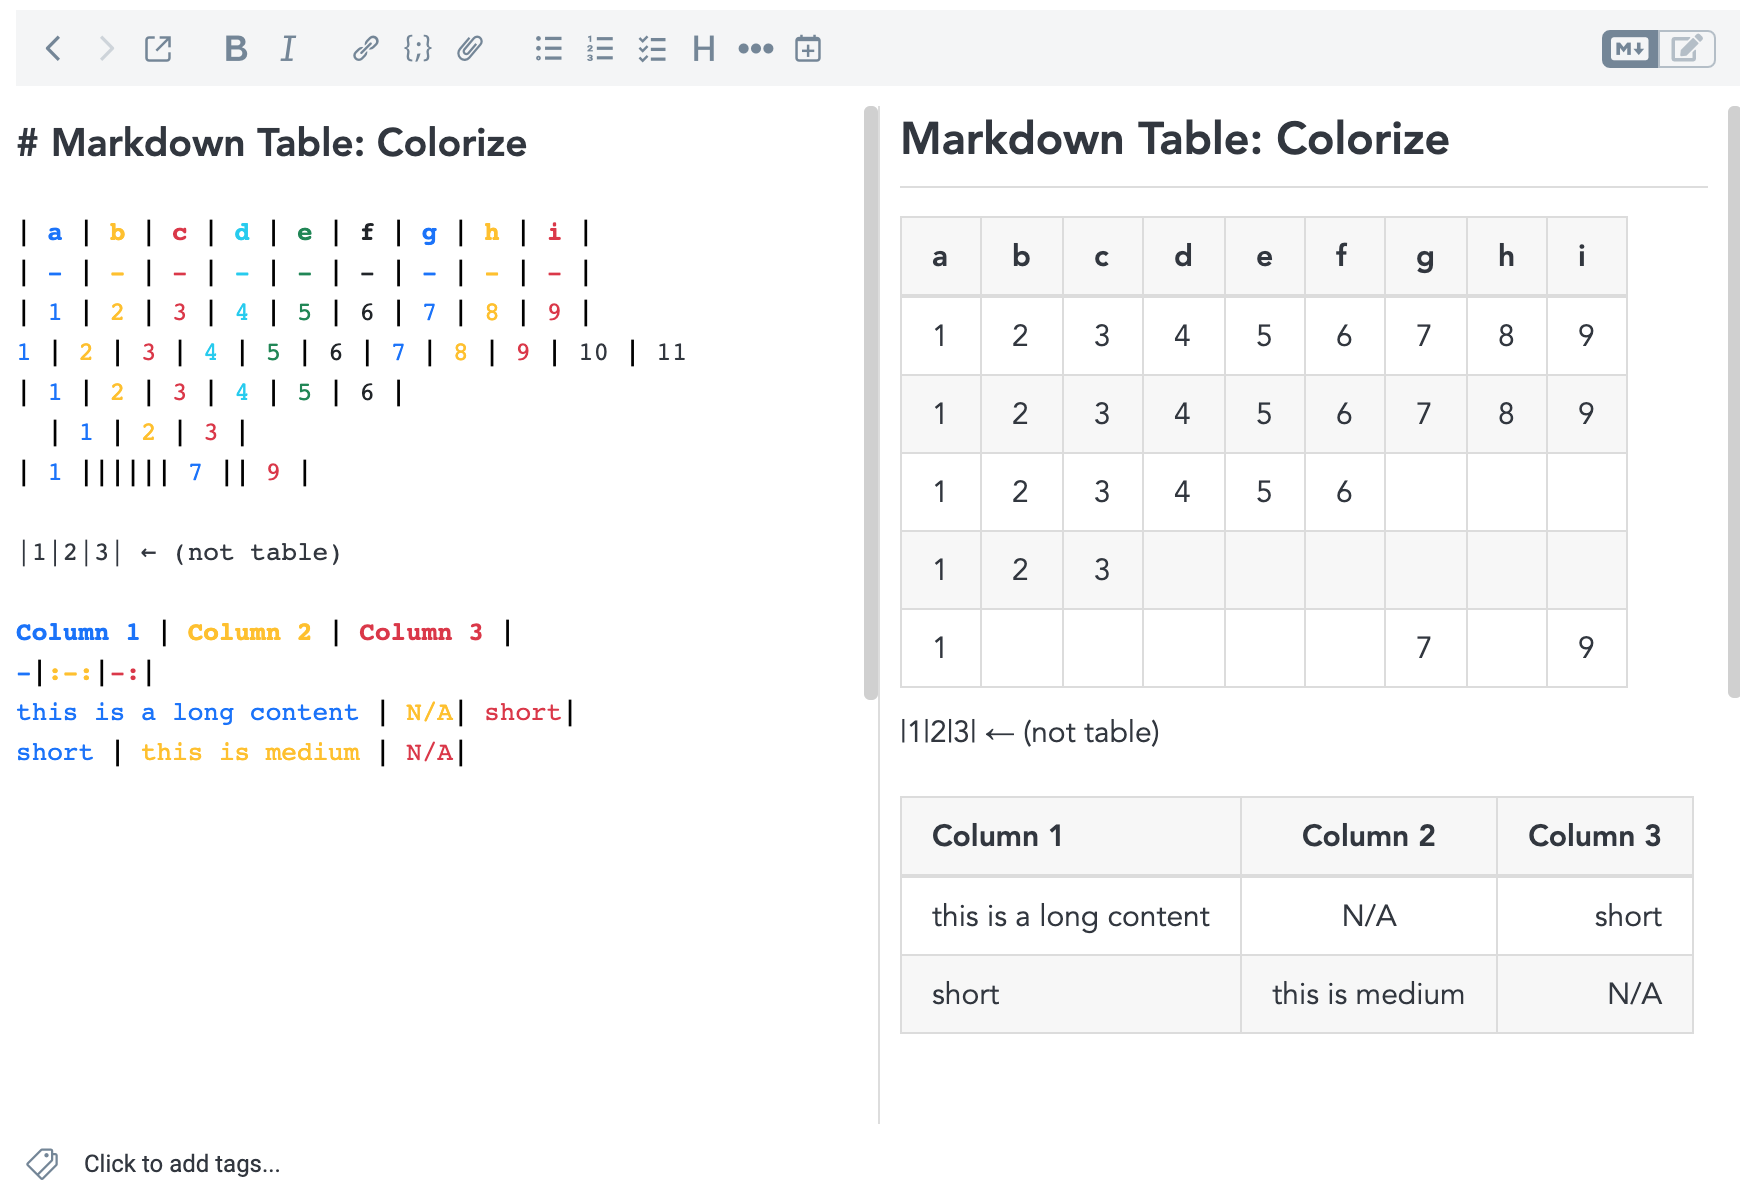 B I {;} H ••• M↓
# Markdown Table: Colorize
| a | b | c | d | e | f | g | h | i |
| - | - | - | - | - | - | - | - | - |
| 1 | 2 | 3 | 4 | 5 | 6 | 7 | 8 | 9 |
1 | 2 | 3 | 4 | 5 | 6 | 7 | 8 | 9 | 10 | 11
| 1 | 2 | 3 | 4 | 5 | 6 |
  | 1 | 2 | 3 |
| 1 |||||| 7 || 9 |
|1|2|3| ← (not table)
Column 1 | Column 2 | Column 3 |
-|:-:|-:|
this is a long content | N/A| short|
short | this is medium | N/A|
Markdown Table: Colorize
a b c d e f g h i
1 2 3 4 5 6 7 8 9
1 2 3 4 5 6 7 8 9
1 2 3 4 5 6
1 2 3
1 7 9
|1|2|3| ← (not table)
Column 1 Column 2 Column 3
this is a long content N/A short
short this is medium N/A
Click to add tags...